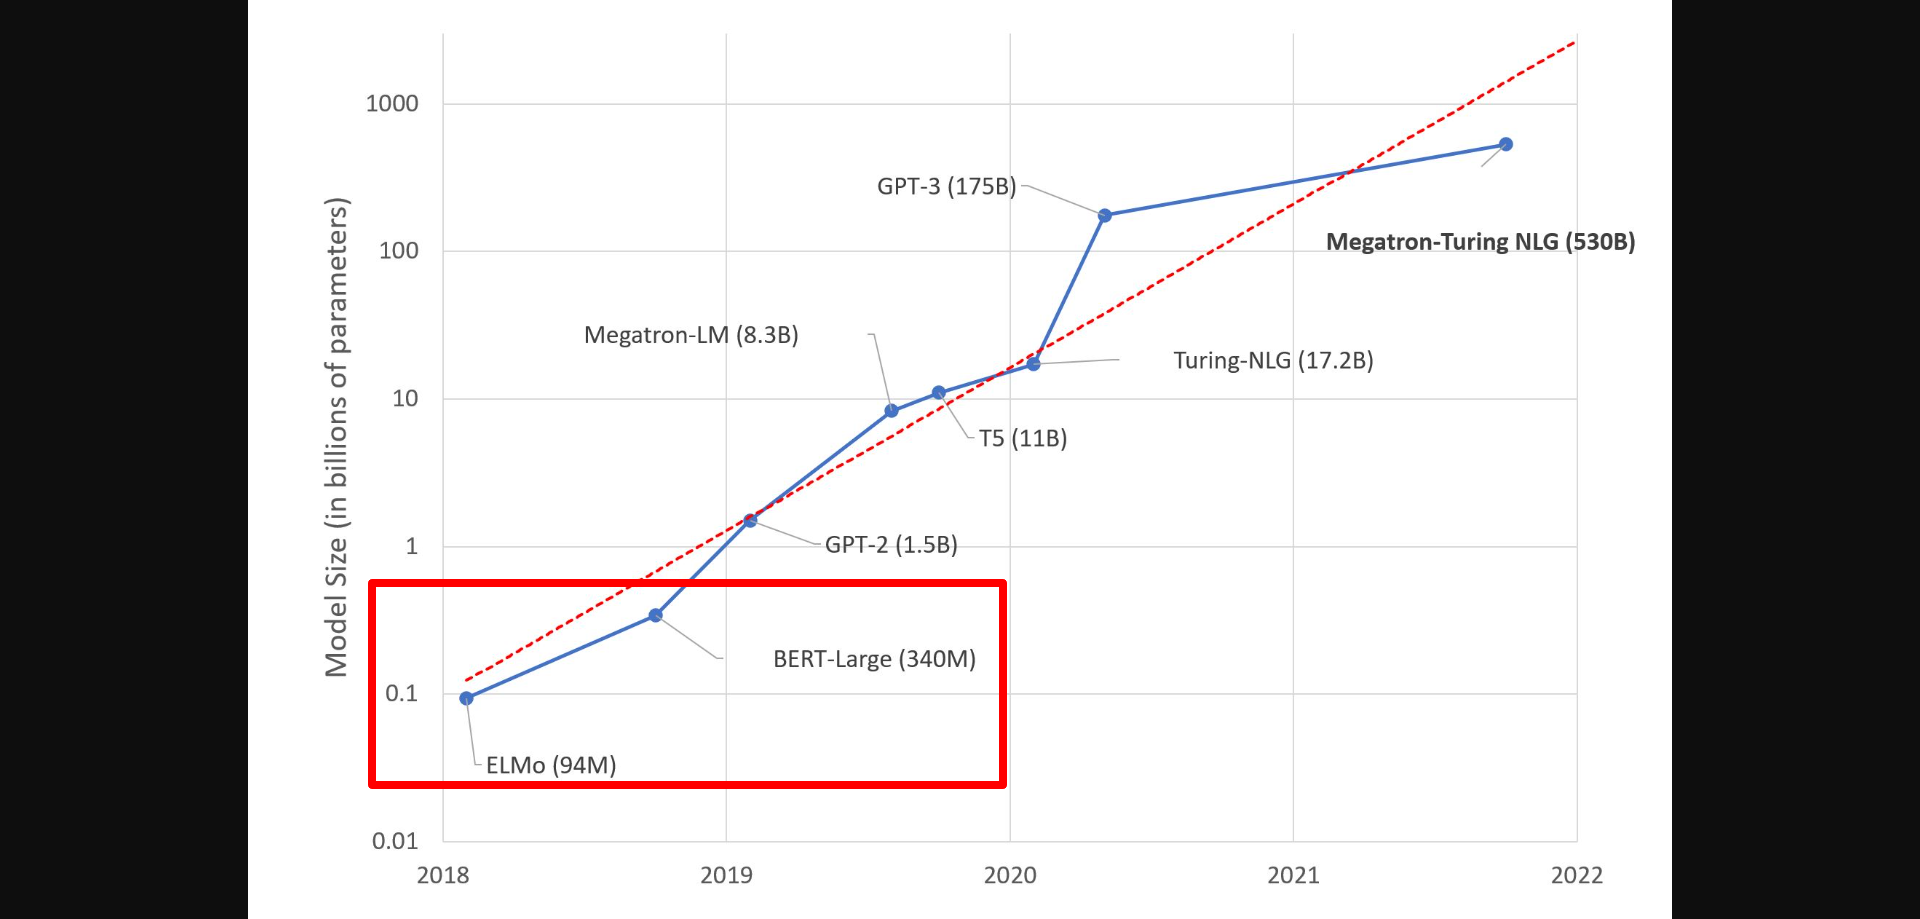 1000
100
10
1
0.1
0.01
Model Size (in billions of parameters)
GPT-3 (175B)
Megatron-Turing NLG (530B)
Megatron-LM (8.3B)
Turing-NLG (17.2B)
T5 (11B)
GPT-2 (1.5B)
BERT-Large (340M)
ELMo (94M)
2018 2019 2020 2021 2022